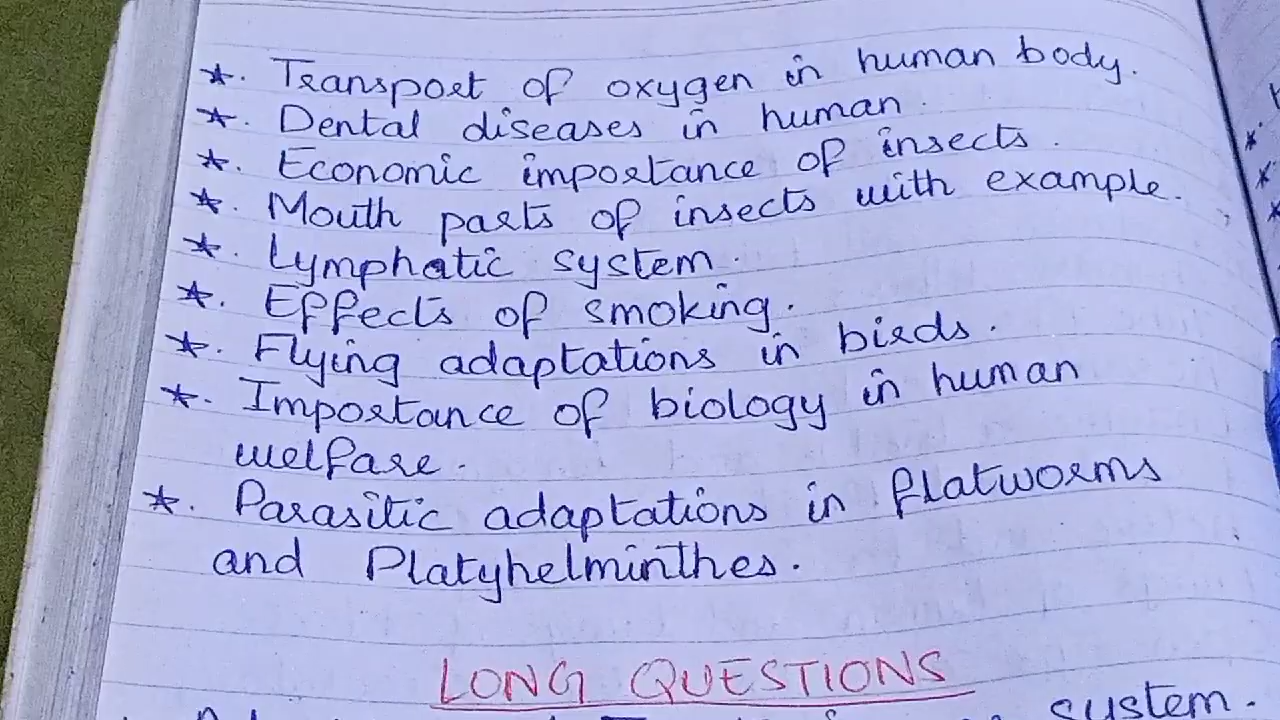 ★. Transport of oxygen in human body.
★. Dental diseases in human.
★. Economic importance of insects.
★. Mouth parts of insects with example.
★. Lymphatic system.
★. Effects of smoking.
★. Flying adaptations in birds.
★. Importance of biology in human
welfare.
★. Parasitic adaptations in flatworms
and Platyhelminthes.
LONG QUESTIONS
system.